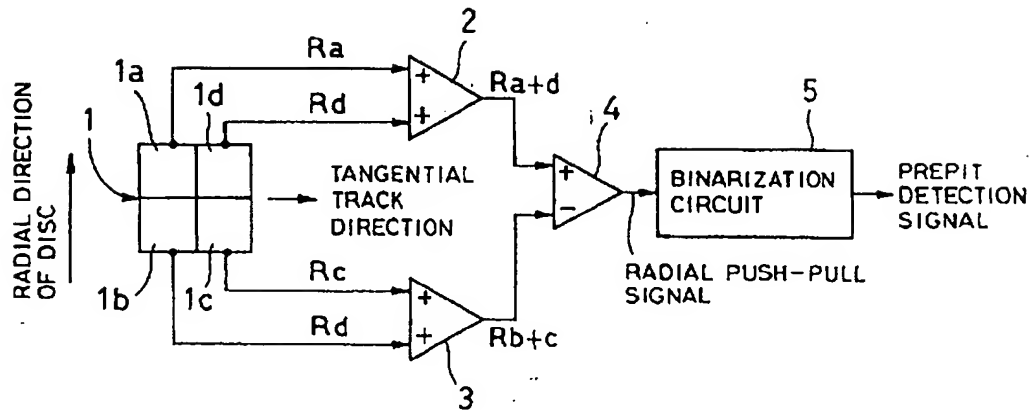 RADIAL DIRECTION
OF DISC
1
1a
1d
1b
1c
Ra
Rd
2
+
+
Ra+d
TANGENTIAL
TRACK
DIRECTION
Rc
Rd
+
+
3
Rb+c
4
+
−
RADIAL PUSH-PULL
SIGNAL
5
BINARIZATION
CIRCUIT
PREPIT
DETECTION
SIGNAL